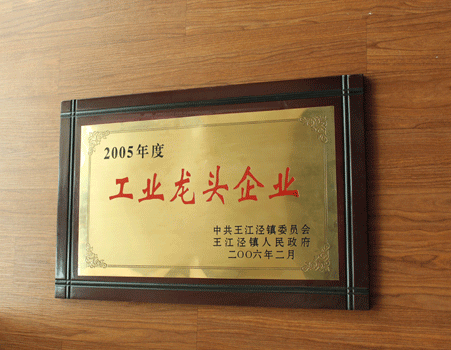 2005年度
工业龙头企业
中共王江泾镇委员会
王江泾镇人民政府
二〇〇六年二月